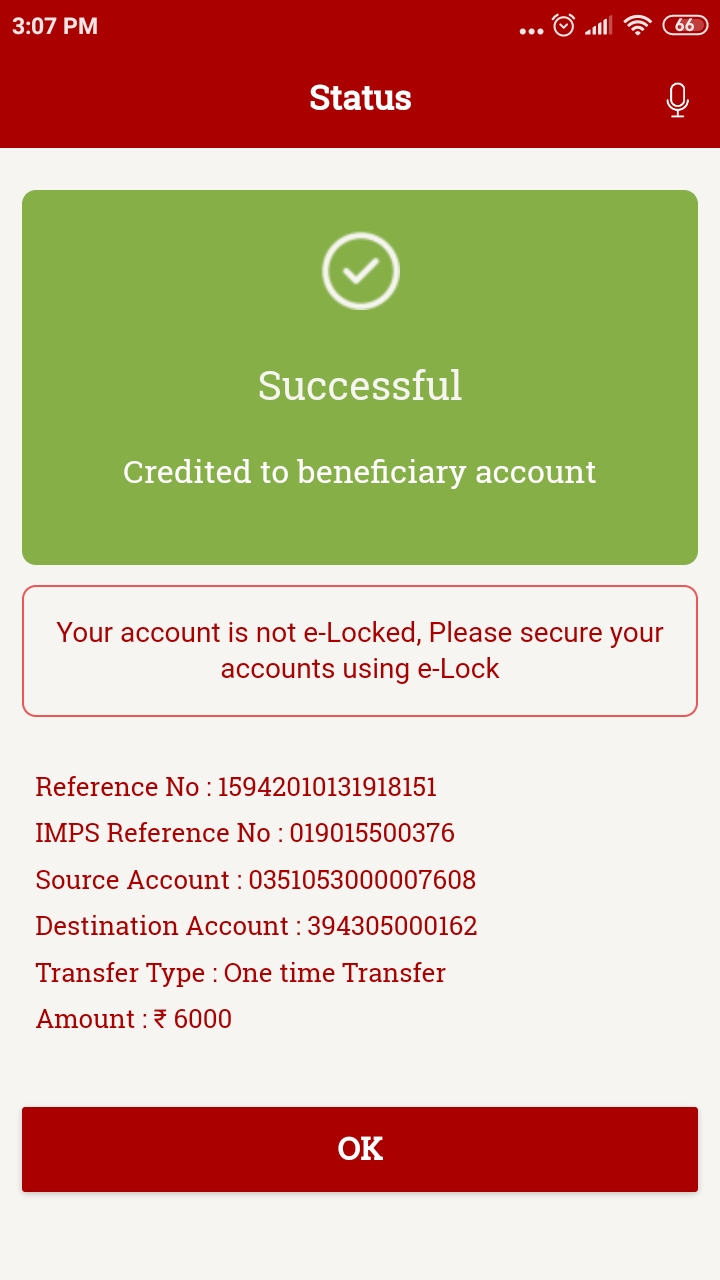 3:07 PM
66
Status
Successful
Credited to beneficiary account
Your account is not e-Locked, Please secure your
accounts using e-Lock
Reference No : 15942010131918151
IMPS Reference No : 019015500376
Source Account : 0351053000007608
Destination Account : 394305000162
Transfer Type : One time Transfer
Amount : ₹ 6000
OK